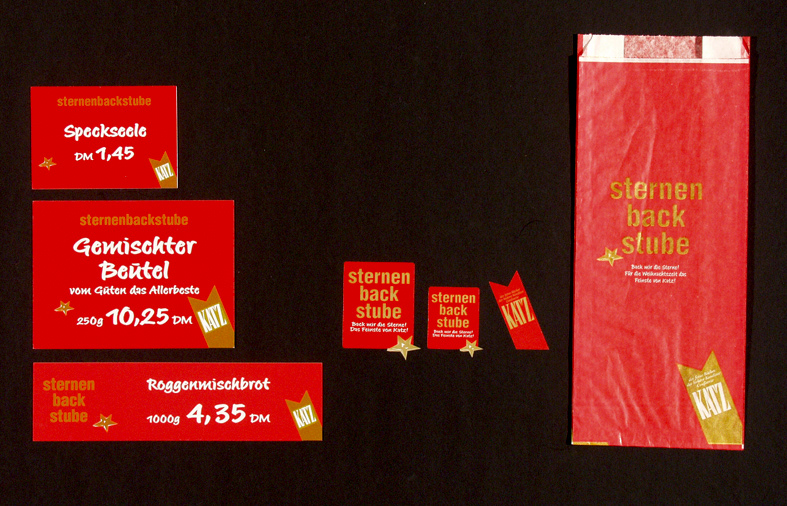 sternenbackstube
Speckseele
DM 1,45
KATZ
sternenbackstube
Gemischter
Beutel
vom Guten das Allerbeste
250g 10,25 DM
KATZ
sternen
back
stube
Roggenmischbrot
1000g 4,35 DM
KATZ
sternen
back
stube
Back mir die Sterne!
Das Feinste von Katz!
sternen
back
stube
Back mir die Sterne!
Das Feinste von Katz!
KATZ
sternen
back
stube
Back mir die Sterne!
Für die Weihnachtszeit das
Feinste von Katz!
KATZ